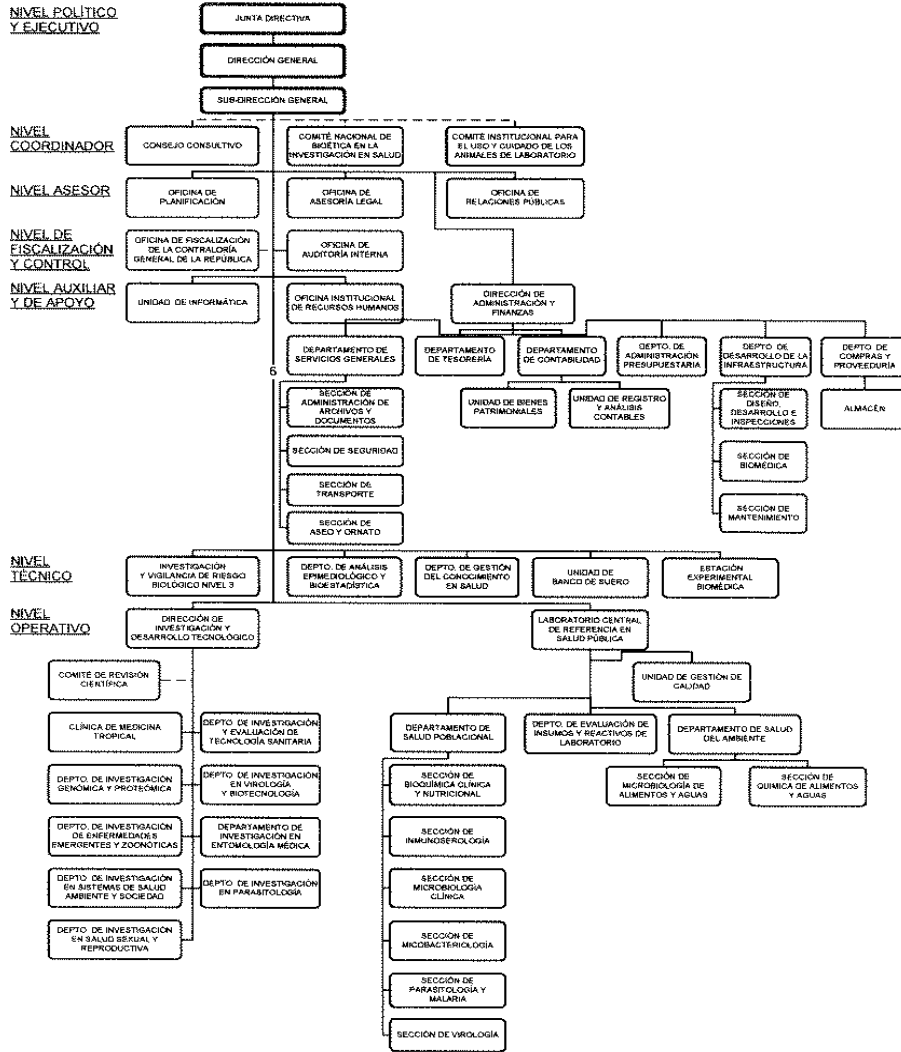 NIVEL POLÍTICO
Y EJECUTIVO
JUNTA DIRECTIVA
DIRECCIÓN GENERAL
SUB-DIRECCIÓN GENERAL
NIVEL
COORDINADOR
CONSEJO CONSULTIVO
COMITÉ NACIONAL DE
BIOÉTICA EN LA
INVESTIGACIÓN EN SALUD
COMITÉ INSTITUCIONAL PARA
EL USO Y CUIDADO DE LOS
ANIMALES DE LABORATORIO
NIVEL ASESOR
OFICINA DE
PLANIFICACIÓN
OFICINA DE
ASESORÍA LEGAL
OFICINA DE
RELACIONES PÚBLICAS
NIVEL DE
FISCALIZACIÓN
Y CONTROL
OFICINA DE FISCALIZACIÓN
DE LA CONTRALORÍA
GENERAL DE LA REPÚBLICA
OFICINA DE
AUDITORÍA INTERNA
NIVEL AUXILIAR
Y DE APOYO
UNIDAD DE INFORMÁTICA
OFICINA INSTITUCIONAL
DE RECURSOS HUMANOS
DIRECCIÓN DE
ADMINISTRACIÓN Y
FINANZAS
DEPARTAMENTO DE
SERVICIOS GENERALES
DEPARTAMENTO
DE TESORERÍA
DEPARTAMENTO
DE CONTABILIDAD
DEPTO. DE
ADMINISTRACIÓN
PRESUPUESTARIA
DEPTO. DE
DESARROLLO DE LA
INFRAESTRUCTURA
DEPTO. DE
COMPRAS Y
PROVEEDURÍA
6
SECCIÓN DE
ADMINISTRACIÓN DE
ARCHIVOS Y
DOCUMENTOS
UNIDAD DE BIENES
PATRIMONALES
UNIDAD DE REGISTRO
Y ANÁLISIS
CONTABLES
SECCIÓN DE
DISEÑO,
DESARROLLO E
INSPECCIONES
ALMACÉN
SECCIÓN DE SEGURIDAD
SECCIÓN DE
BIOMÉDICA
SECCIÓN DE
TRANSPORTE
SECCIÓN DE
MANTENIMIENTO
SECCIÓN DE
ASEO Y ORNATO
NIVEL
TÉCNICO
INVESTIGACIÓN
Y VIGILANCIA DE RIESGO
BIOLÓGICO NIVEL 3
DEPTO. DE ANÁLISIS
EPIMEDIOLÓGICO Y
BIOESTADÍSTICA
DEPTO. DE GESTIÓN
DEL CONOCIMIENTO
EN SALUD
UNIDAD DE
BANCO DE SUERO
ESTACIÓN
EXPERIMENTAL
BIOMÉDICA
NIVEL
OPERATIVO
DIRECCIÓN DE
INVESTIGACIÓN Y
DESARROLLO TECNOLÓGICO
LABORATORIO CENTRAL
DE REFERENCIA EN
SALUD PÚBLICA
COMITÉ DE REVISIÓN
CIENTÍFICA
UNIDAD DE GESTIÓN DE
CALIDAD
CLÍNICA DE MEDICINA
TROPICAL
DEPTO. DE INVESTIGACIÓN
Y EVALUACIÓN DE
TECNOLOGÍA SANITARIA
DEPARTAMENTO DE
SALUD POBLACIONAL
DEPTO. DE EVALUACIÓN DE
INSUMOS Y REACTIVOS DE
LABORATORIO
DEPARTAMENTO DE SALUD
DEL AMBIENTE
DEPTO. DE INVESTIGACIÓN
GENÓMICA Y PROTEÓMICA
DEPTO. DE INVESTIGACIÓN
EN VIROLOGÍA
Y BIOTECNOLOGÍA
SECCIÓN DE
BIOQUÍMICA CLÍNICA
Y NUTRICIONAL
SECCIÓN DE
MICROBIOLOGÍA DE
ALIMENTOS Y AGUAS
SECCIÓN DE
QUIMICA DE ALIMENTOS
Y AGUAS
DEPTO. DE INVESTIGACIÓN
DE ENFERMEDADES
EMERGENTES Y ZOONÓTICAS
DEPARTAMENTO DE
INVESTIGACIÓN EN
ENTOMOLOGÍA MÉDICA
SECCIÓN DE
INMUNOSEROLOGÍA
DEPTO. DE INVESTIGACIÓN
EN SISTEMAS DE SALUD
AMBIENTE Y SOCIEDAD
DEPTO. DE INVESTIGACIÓN
EN PARASITOLOGÍA
SECCIÓN DE
MICROBIOLOGÍA
CLÍNICA
DEPTO. DE INVESTIGACIÓN
EN SALUD SEXUAL Y
REPRODUCTIVA
SECCIÓN DE
MICOBACTERIOLOGÍA
SECCIÓN DE
PARASITOLOGÍA Y
MALARIA
SECCIÓN DE VIROLOGÍA